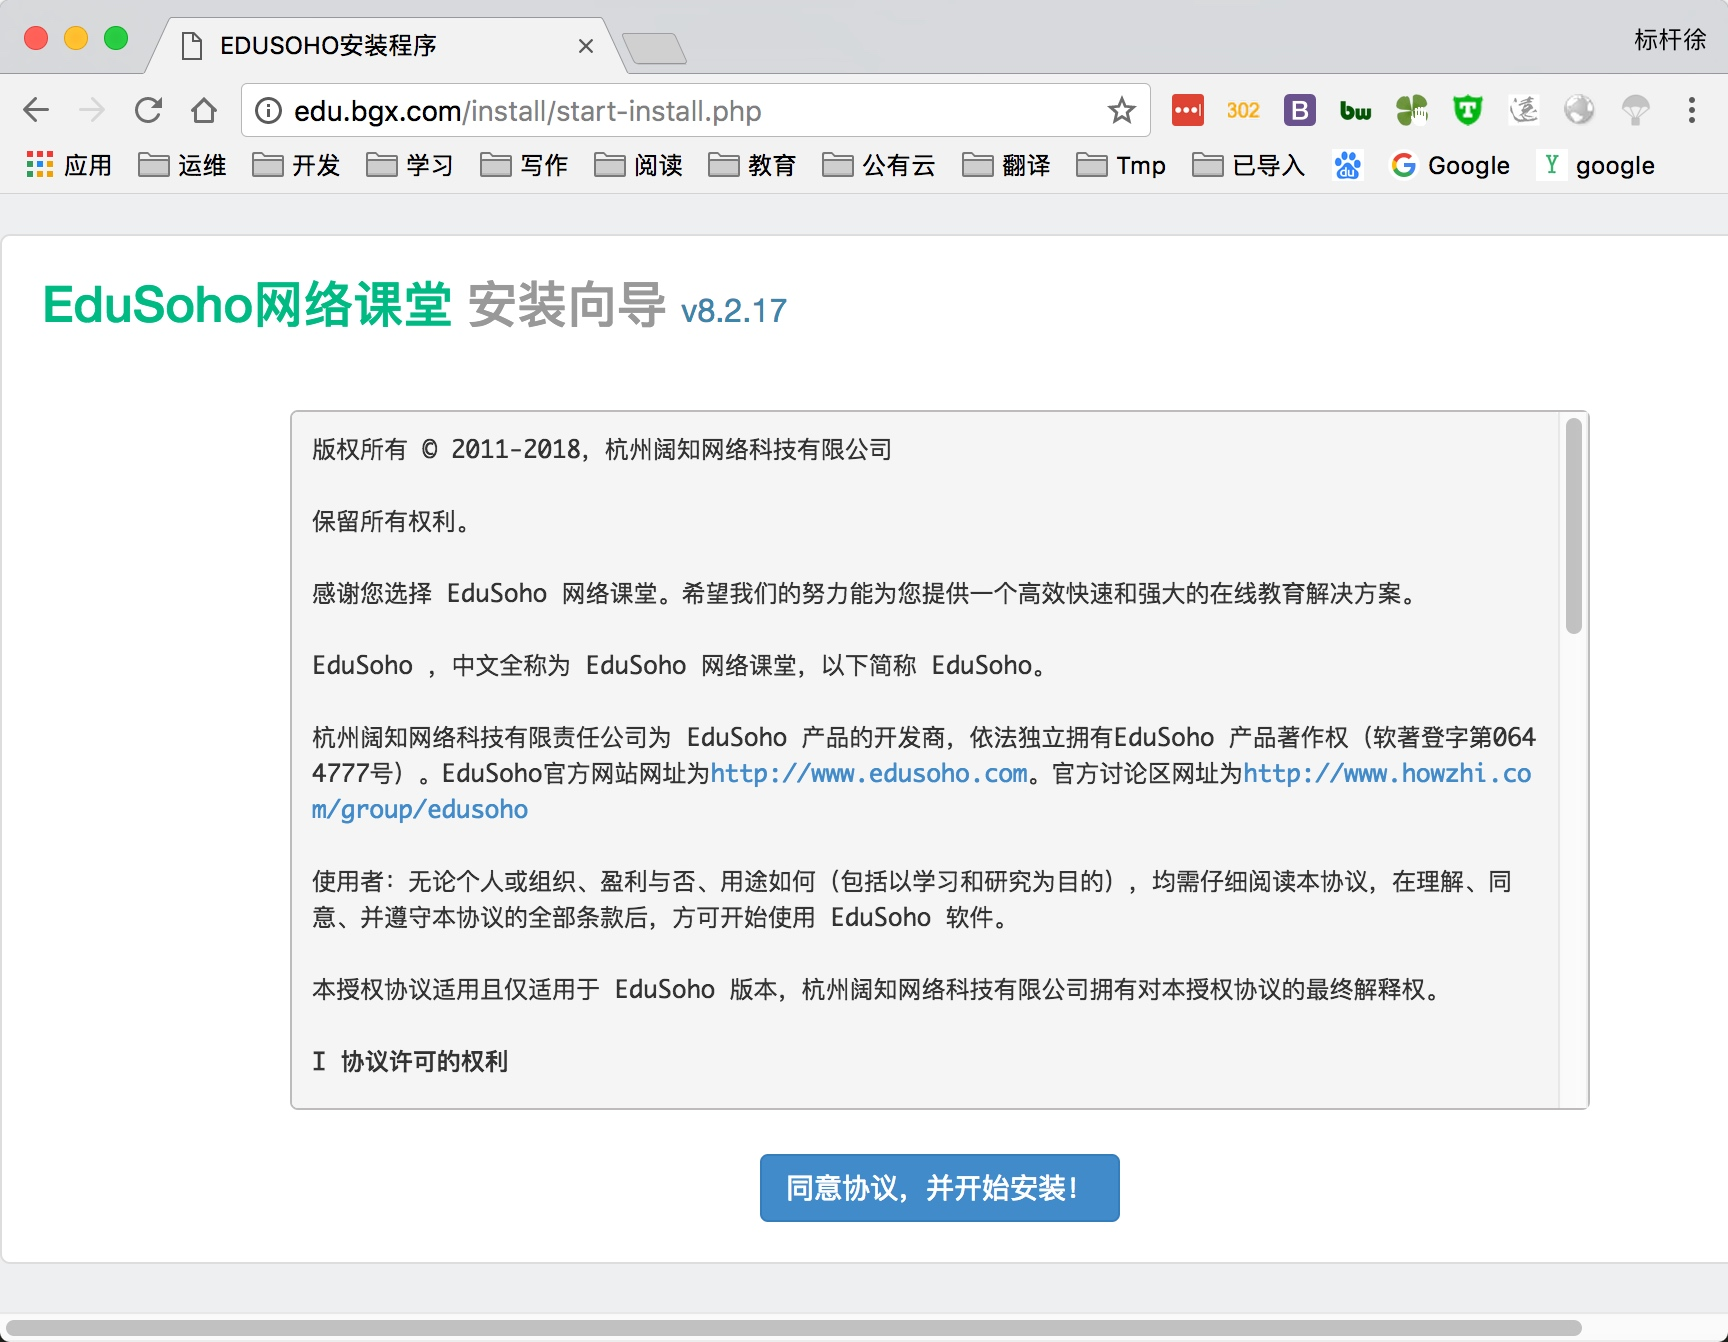 EDUSOHO安装程序
标杆徐
edu.bgx.com/install/start-install.php
302
B
bw
T
应用 运维 开发 学习 写作 阅读 教育 公有云 翻译 Tmp 已导入 du G Google Y google
EduSoho网络课堂 安装向导 v8.2.17
版权所有 © 2011-2018，杭州阔知网络科技有限公司
保留所有权利。
感谢您选择 EduSoho 网络课堂。希望我们的努力能为您提供一个高效快速和强大的在线教育解决方案。
EduSoho ，中文全称为 EduSoho 网络课堂，以下简称 EduSoho。
杭州阔知网络科技有限责任公司为 EduSoho 产品的开发商，依法独立拥有EduSoho 产品著作权（软著登字第064
4777号）。EduSoho官方网站网址为http://www.edusoho.com。官方讨论区网址为http://www.howzhi.co
m/group/edusoho
使用者：无论个人或组织、盈利与否、用途如何（包括以学习和研究为目的），均需仔细阅读本协议，在理解、同
意、并遵守本协议的全部条款后，方可开始使用 EduSoho 软件。
本授权协议适用且仅适用于 EduSoho 版本，杭州阔知网络科技有限公司拥有对本授权协议的最终解释权。
I 协议许可的权利
同意协议，并开始安装！